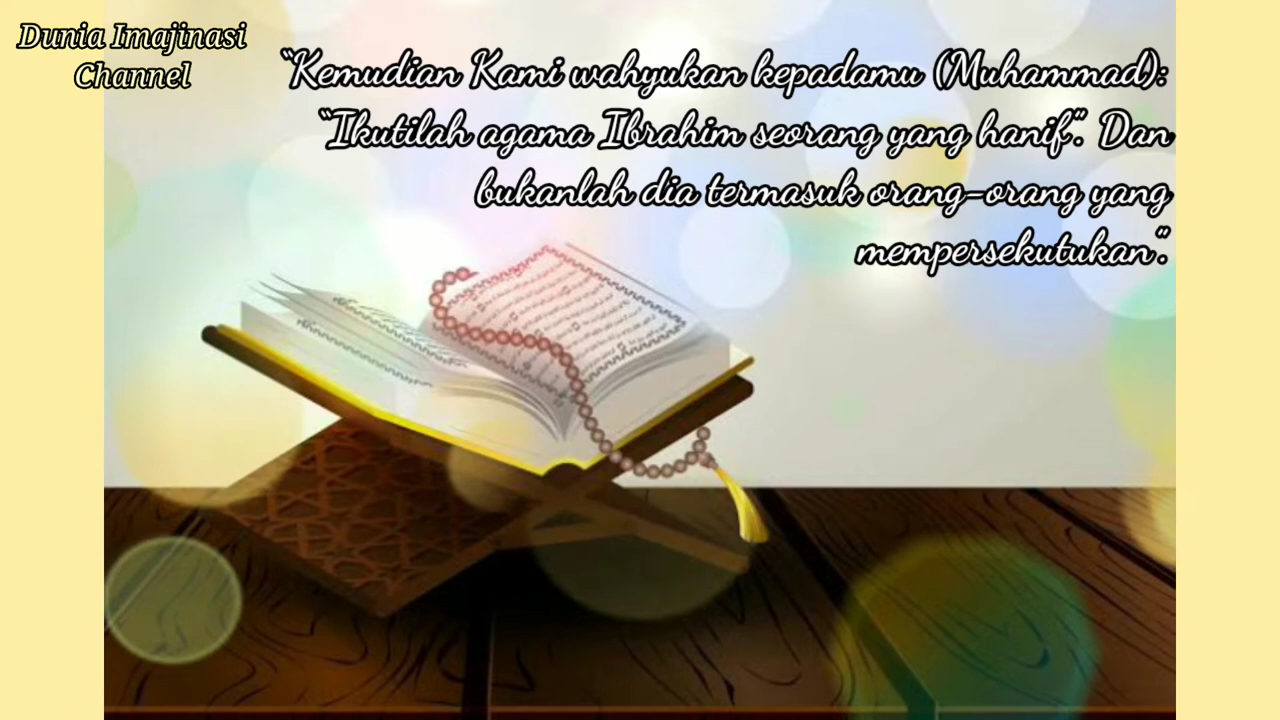 Dunia Imajinasi
Channel
“Kemudian Kami wahyukan kepadamu (Muhammad):
“Ikutilah agama Ibrahim seorang yang hanif”. Dan
bukanlah dia termasuk orang-orang yang
mempersekutukan”.